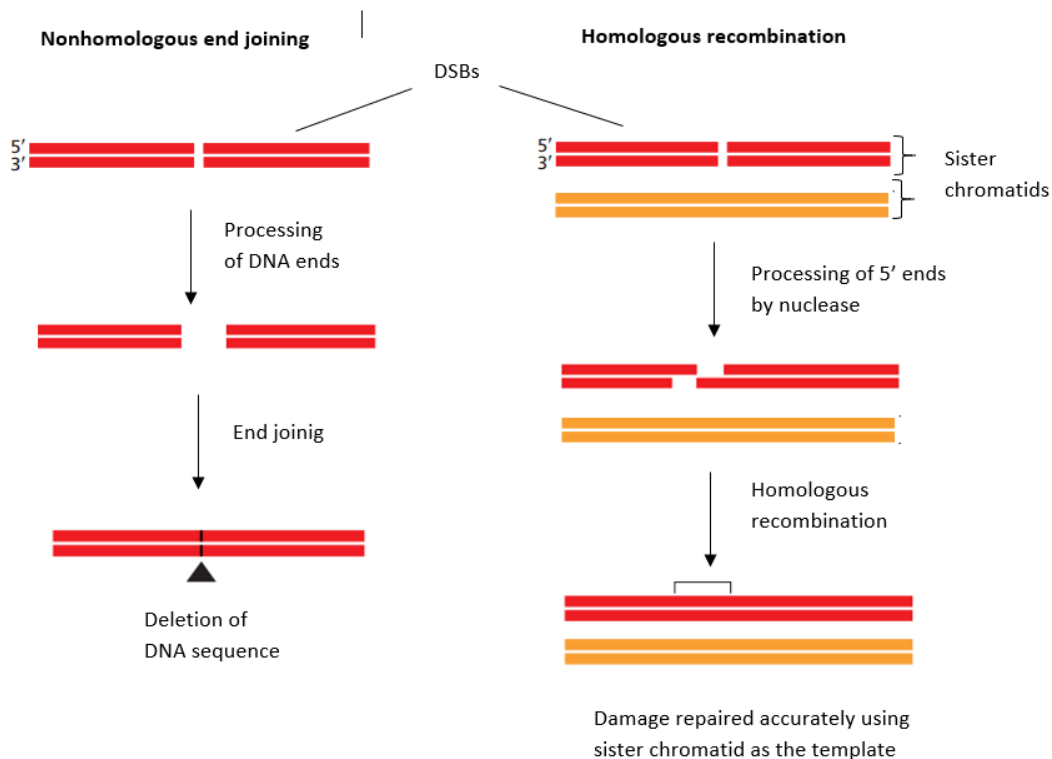 Nonhomologous end joining
Homologous recombination
DSBs
5′
3′
5′
3′
Sister
chromatids
Processing
of DNA ends
Processing of 5′ ends
by nuclease
End joinig
Homologous
recombination
Deletion of
DNA sequence
Damage repaired accurately using
sister chromatid as the template